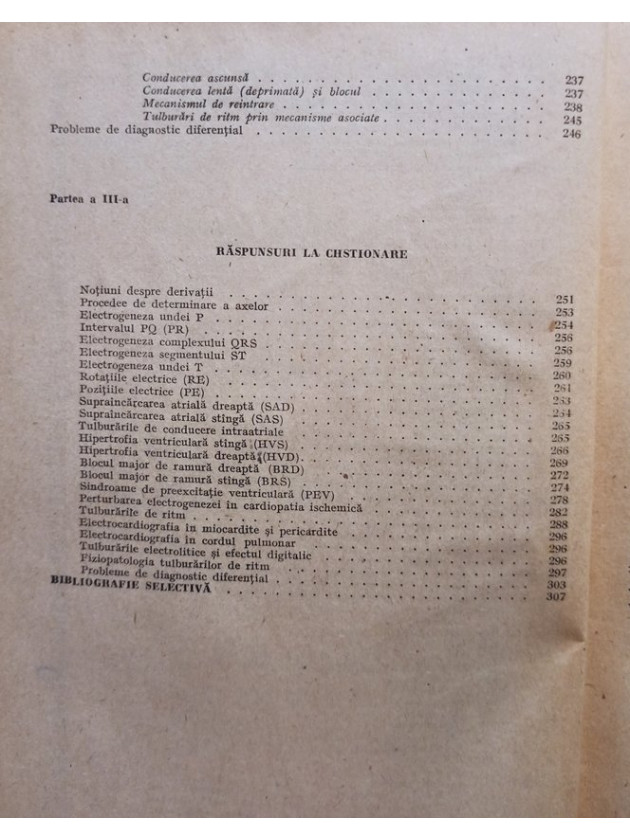 Conducerea ascunsă . . . . . . . . . . 237
Conducerea lentă (deprimată) și blocul . . . . . . . . . . 237
Mecanismul de reintrare . . . . . . . . . . 238
Tulburări de ritm prin mecanisme asociate . . . . . . . . . . 245
Probleme de diagnostic diferențial . . . . . . . . . . 246
Partea a III-a
RĂSPUNSURI LA CHSTIONARE
Noțiuni despre derivații . . . . . . . . . . 251
Procedee de determinare a axelor . . . . . . . . . . 253
Electrogeneza undei P . . . . . . . . . . 254
Intervalul PQ (PR) . . . . . . . . . . 256
Electrogeneza complexului QRS . . . . . . . . . . 256
Electrogeneza segmentului ST . . . . . . . . . . 259
Electrogeneza undei T . . . . . . . . . . 260
Rotațiile electrice (RE) . . . . . . . . . . 261
Pozițiile electrice (PE) . . . . . . . . . . 263
Supraincărcarea atrială dreaptă (SAD) . . . . . . . . . . 264
Supraincărcarea atrială stîngă (SAS) . . . . . . . . . . 265
Tulburările de conducere intraatriale . . . . . . . . . . 265
Hipertrofia ventriculară stîngă (HVS) . . . . . . . . . . 266
Hipertrofia ventriculară dreaptă (HVD) . . . . . . . . . . 269
Blocul major de ramură dreaptă (BRD) . . . . . . . . . . 272
Blocul major de ramură stîngă (BRS) . . . . . . . . . . 274
Sindroame de preexcitație ventriculară (PEV) . . . . . . . . . . 278
Perturbarea electrogenezei în cardiopatia ischemică . . . . . . . . . . 282
Tulburările de ritm . . . . . . . . . . 288
Electrocardiografia în miocardite și pericardite . . . . . . . . . . 296
Electrocardiografia în cordul pulmonar . . . . . . . . . . 296
Tulburările electrolitice și efectul digitalic . . . . . . . . . . 296
Fiziopatologia tulburărilor de ritm . . . . . . . . . . 297
Probleme de diagnostic diferențial . . . . . . . . . . 303
BIBLIOGRAFIE SELECTIVĂ . . . . . . . . . . 307